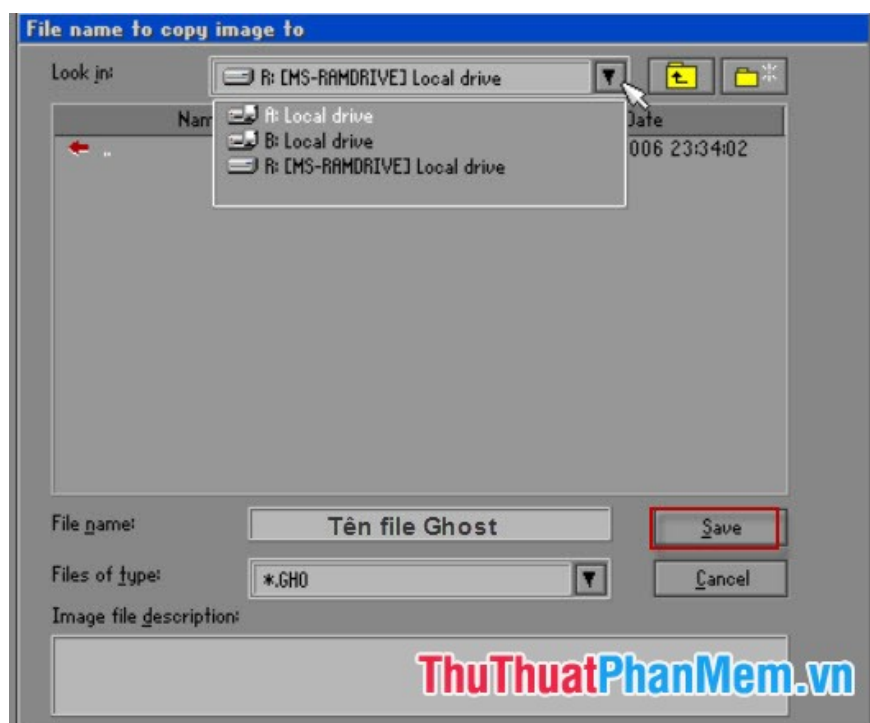 File name to copy image to
Look in: R: [MS-RAMDRIVE] Local drive
Nam Date
A: Local drive
.. B: Local drive 006 23:34:02
R: [MS-RAMDRIVE] Local drive
File name: Tên file Ghost Save
Files of type: *.GHO Cancel
Image file description:
ThuThuatPhanMem.vn